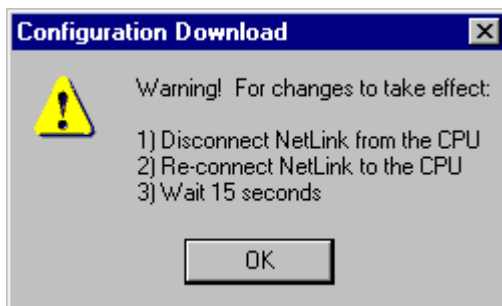 Configuration Download
Warning!  For changes to take effect:
1) Disconnect NetLink from the CPU
2) Re-connect NetLink to the CPU
3) Wait 15 seconds
OK